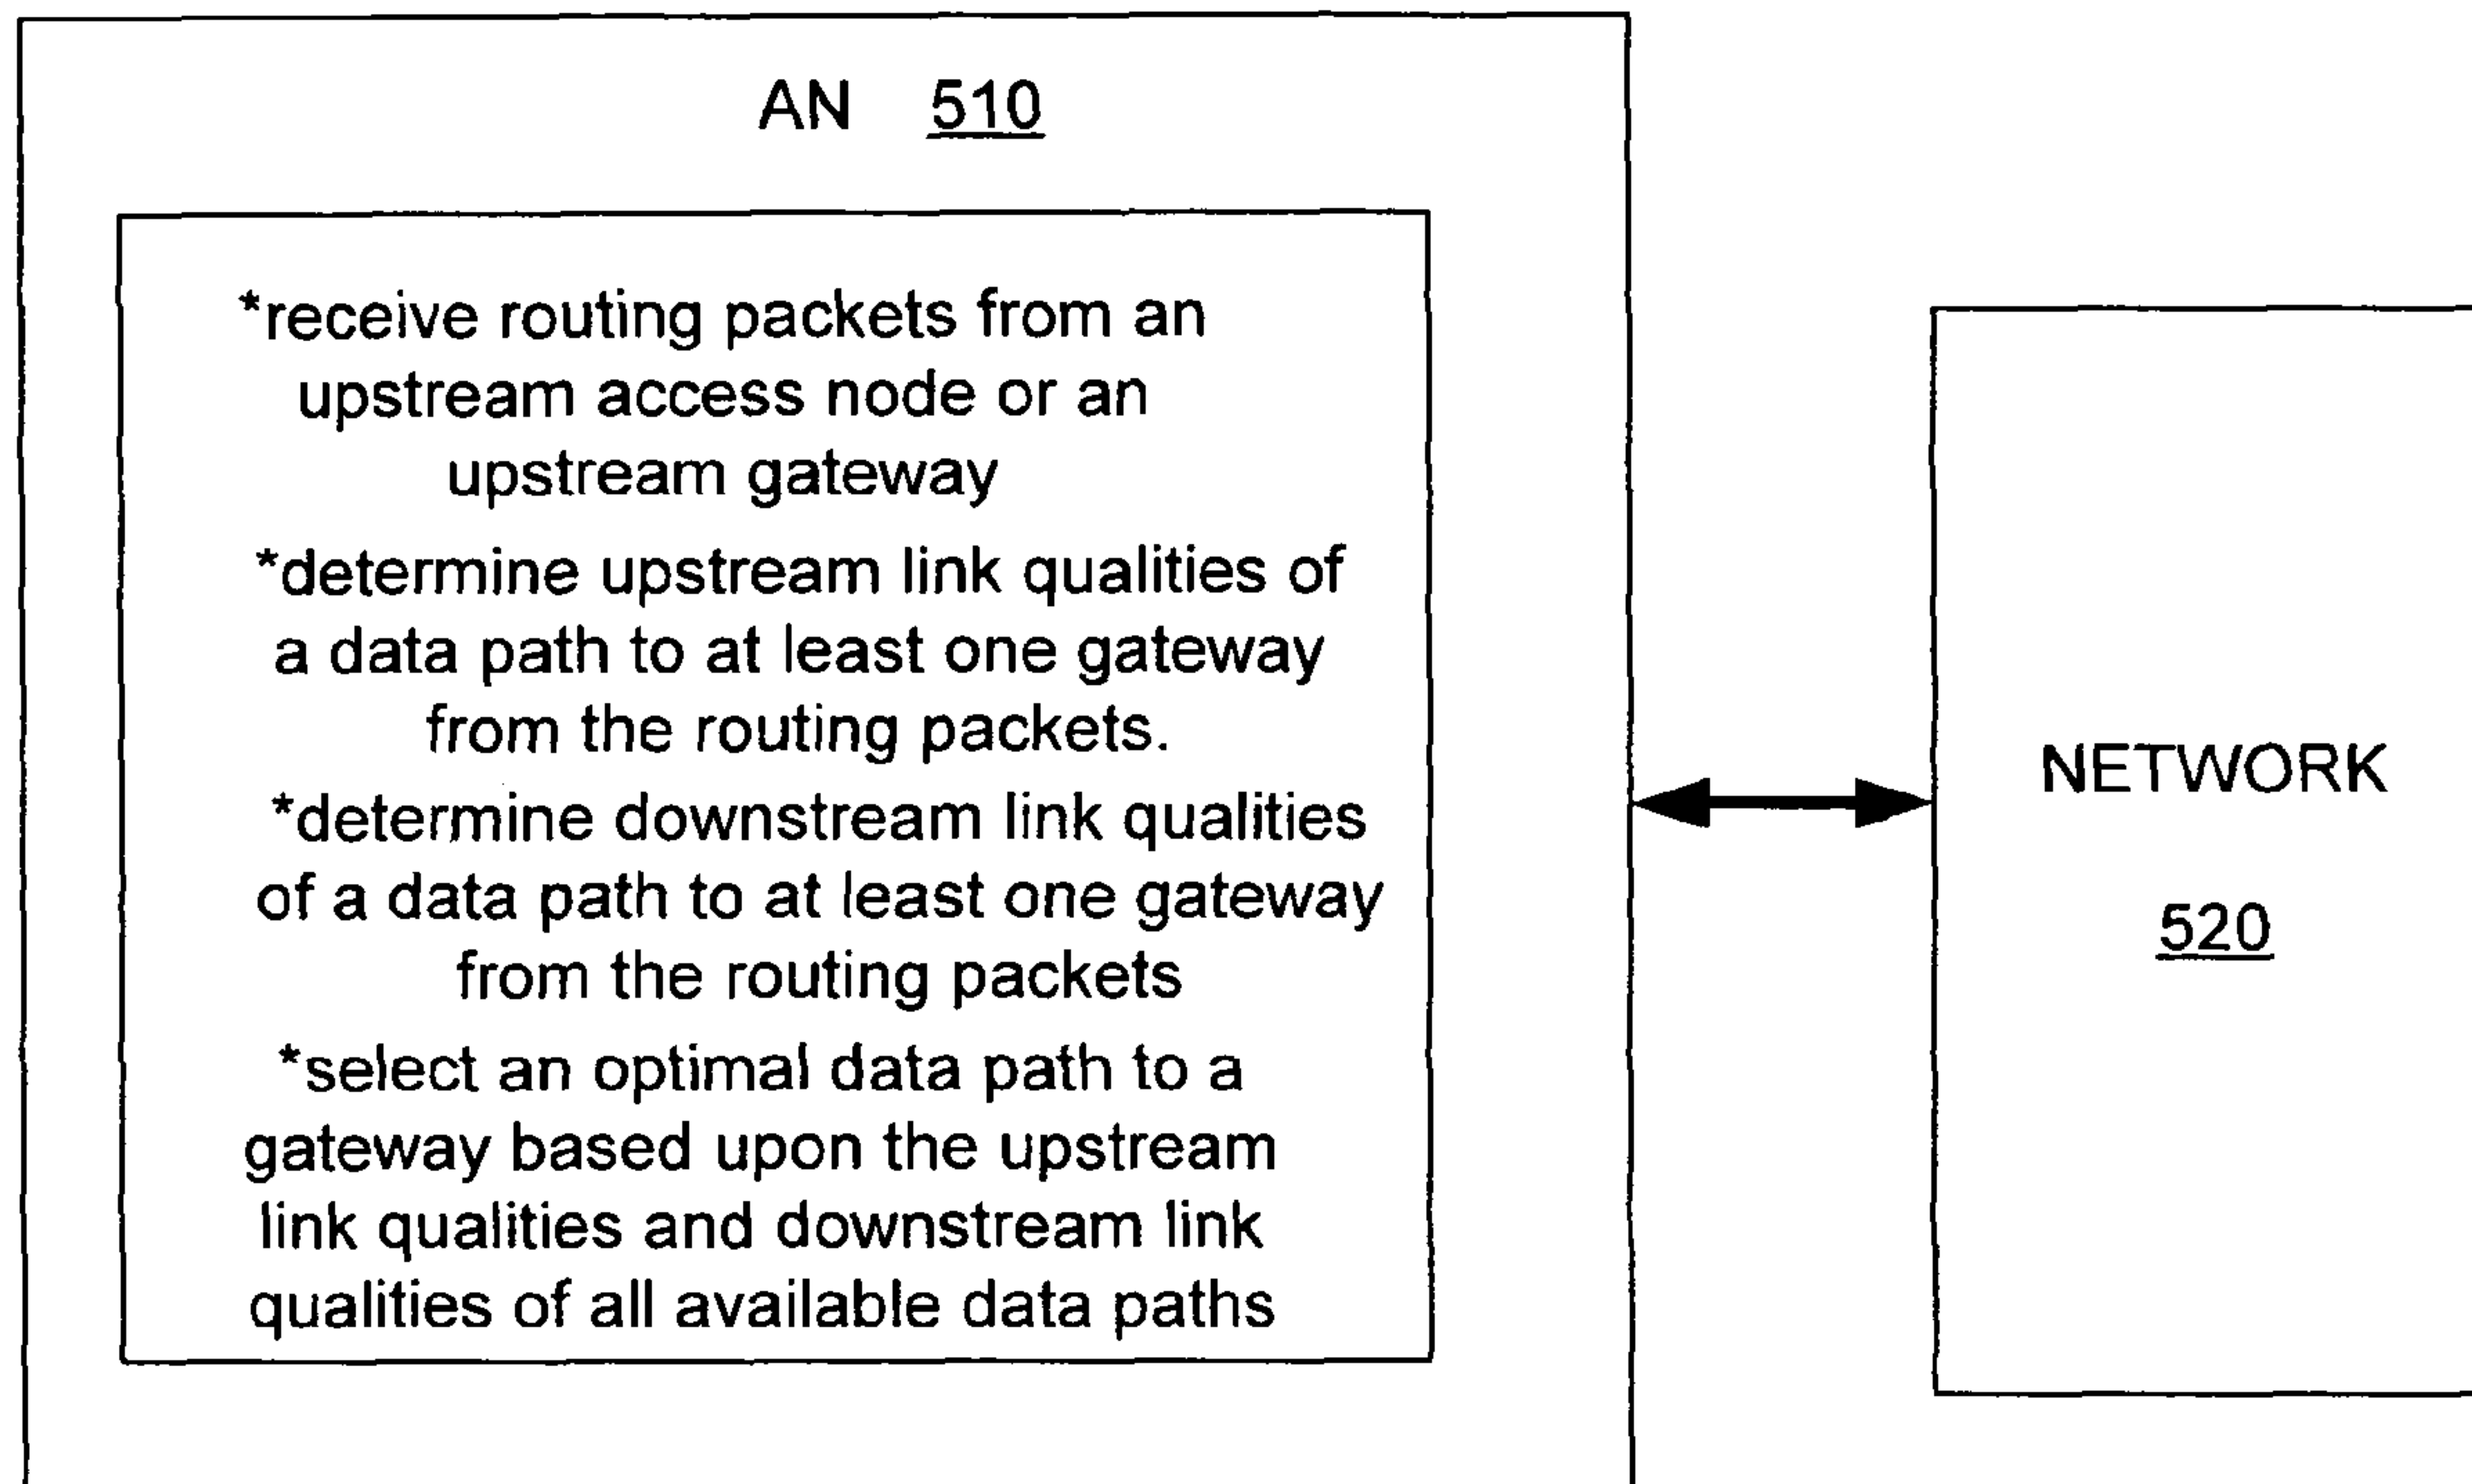 AN 510
*receive routing packets from an
upstream access node or an
upstream gateway
*determine upstream link qualities of
a data path to at least one gateway
from the routing packets.
*determine downstream link qualities
of a data path to at least one gateway
from the routing packets
*select an optimal data path to a
gateway based upon the upstream
link qualities and downstream link
qualities of all available data paths
NETWORK
520